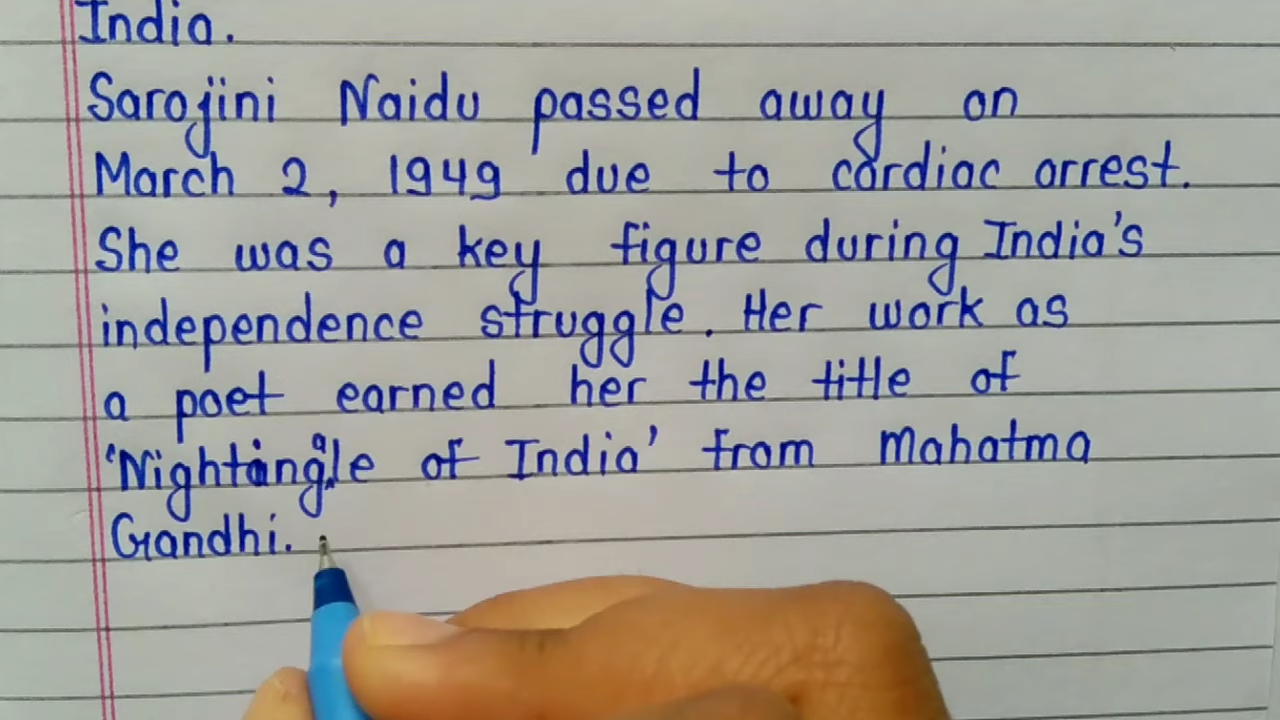 India.
Sarojini Naidu passed away on
March 2, 1949 due to cardiac arrest.
She was a key figure during India's
independence struggle. Her work as
a poet earned her the title of
'Nightingale of India' from Mahatma
Gandhi.